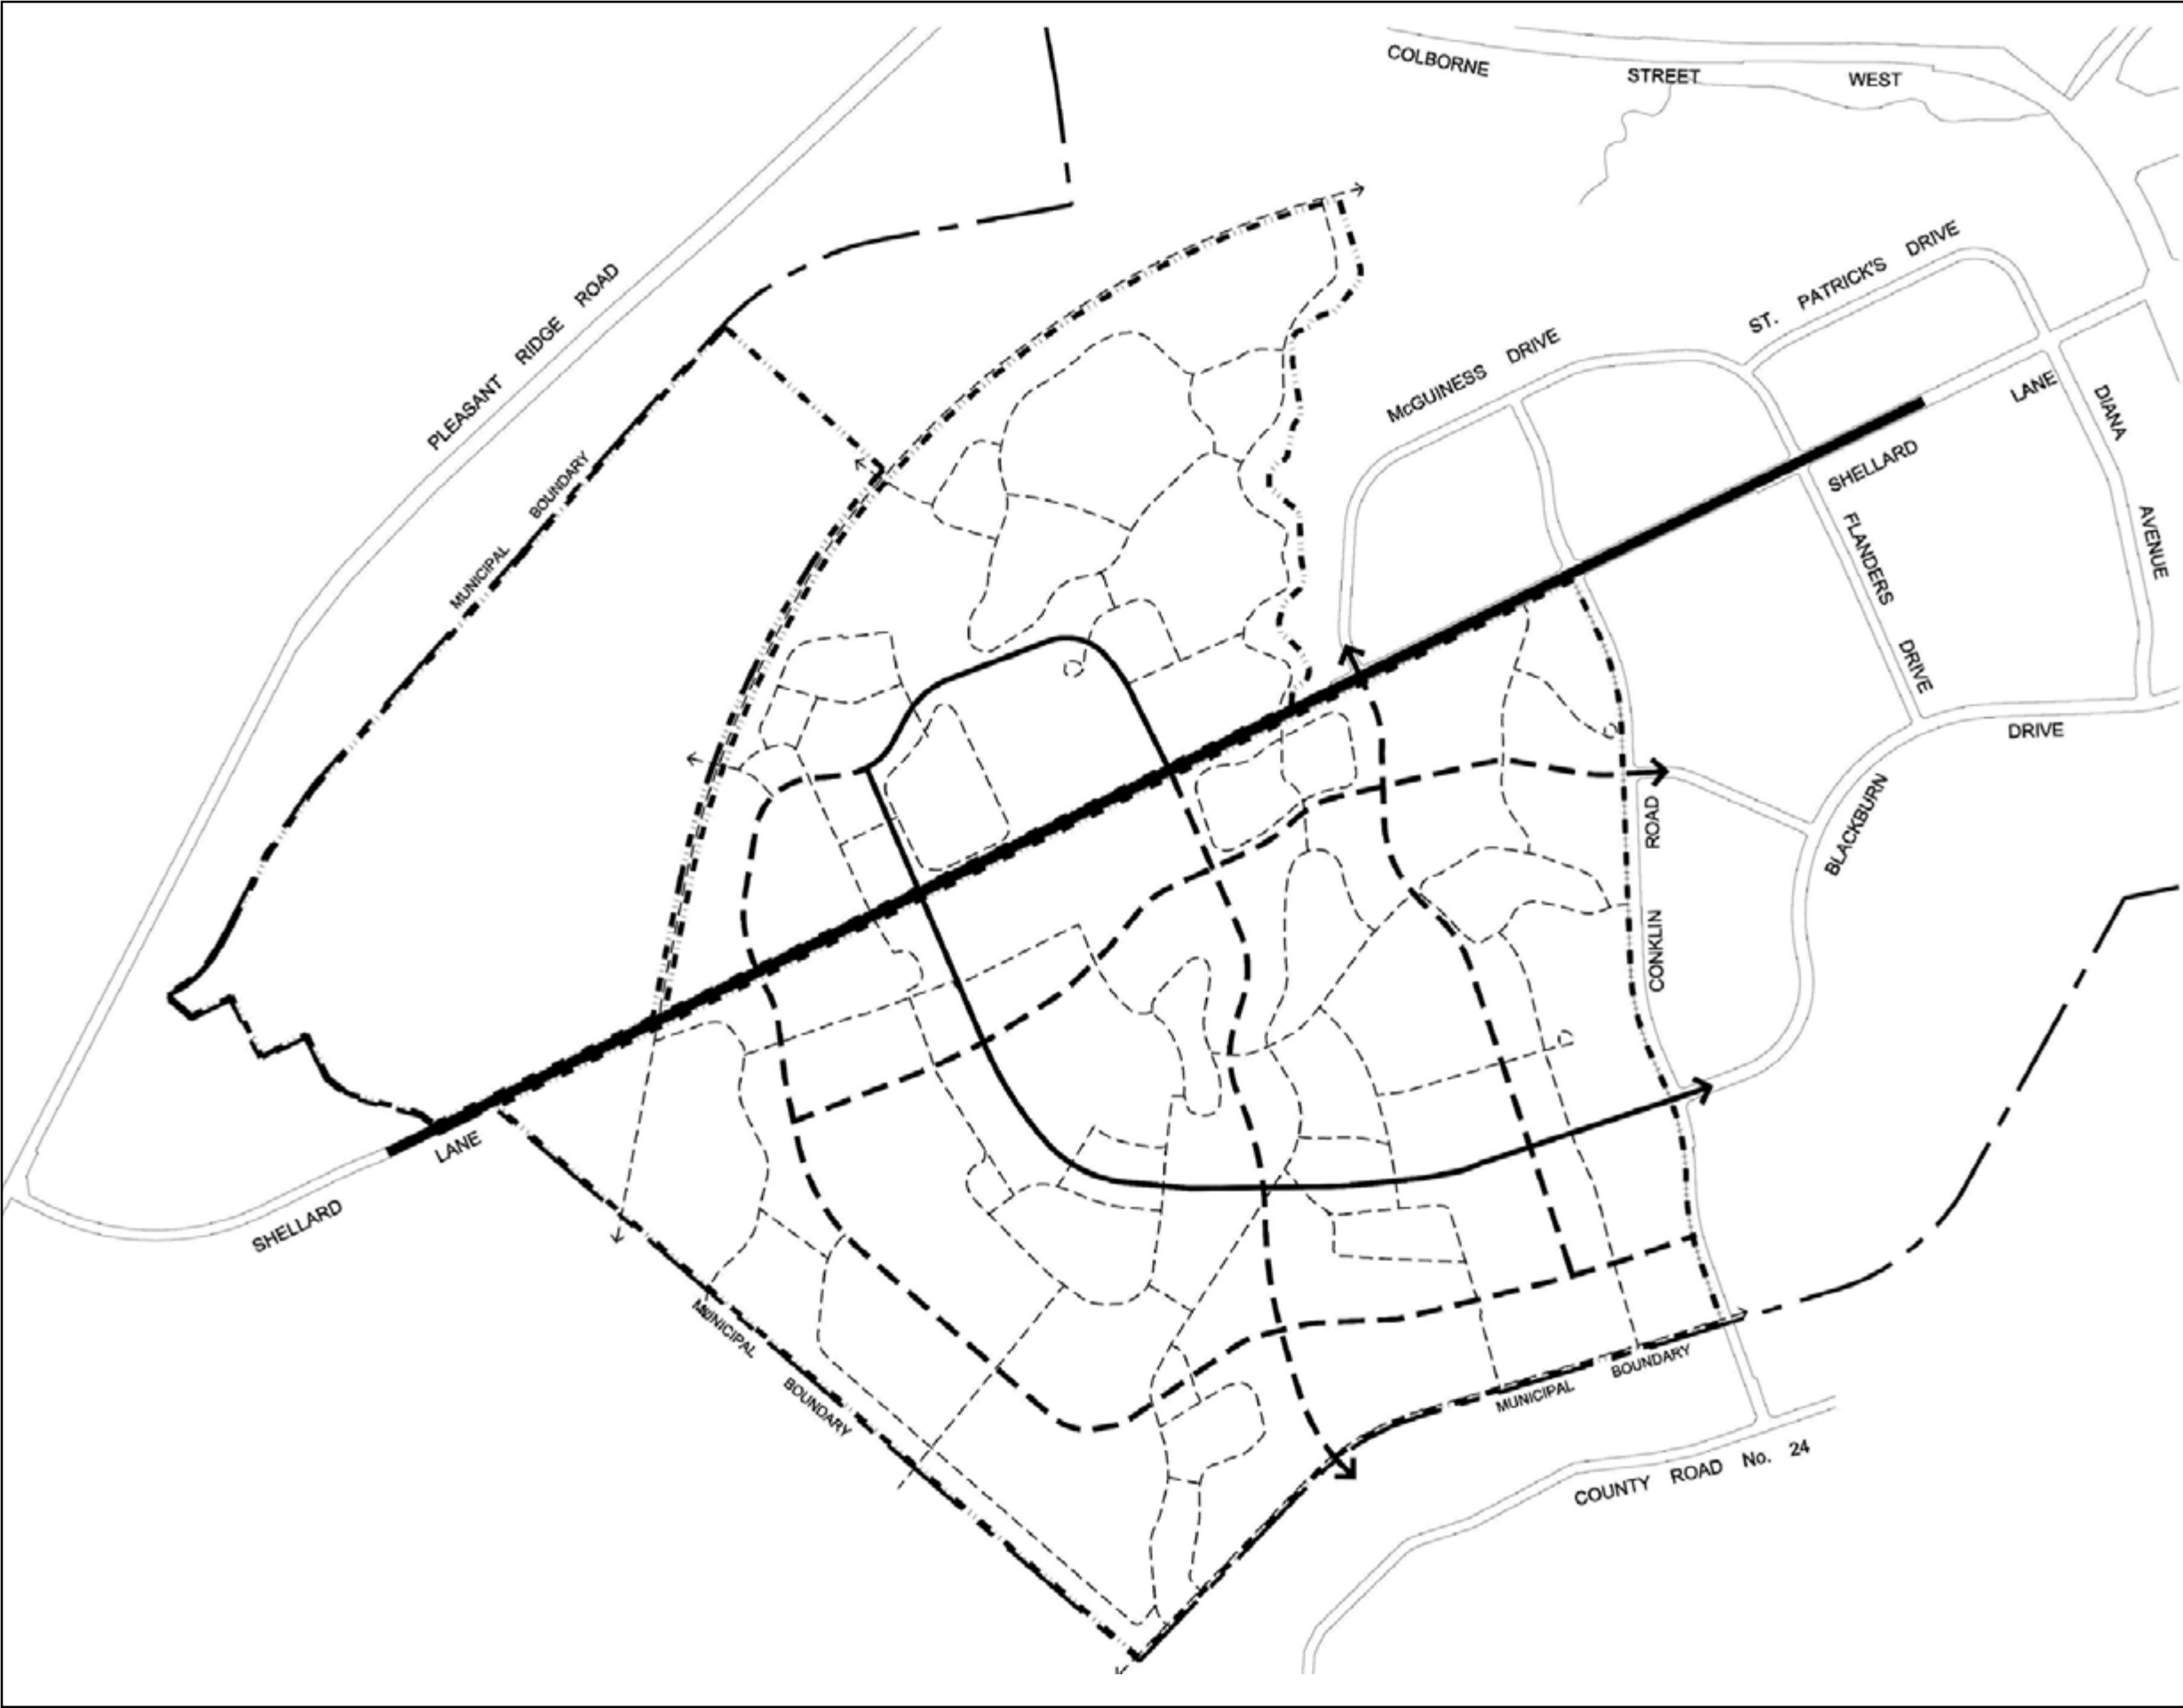 COLBORNE STREET WEST
ST. PATRICK'S DRIVE
PLEASANT RIDGE ROAD
McGUINESS DRIVE
LANE
DIANA AVENUE
SHELLARD
MUNICIPAL BOUNDARY
FLANDERS DRIVE
DRIVE
BLACKBURN
CONKLIN ROAD
LANE
SHELLARD
MUNICIPAL BOUNDARY
MUNICIPAL BOUNDARY
COUNTY ROAD No. 24